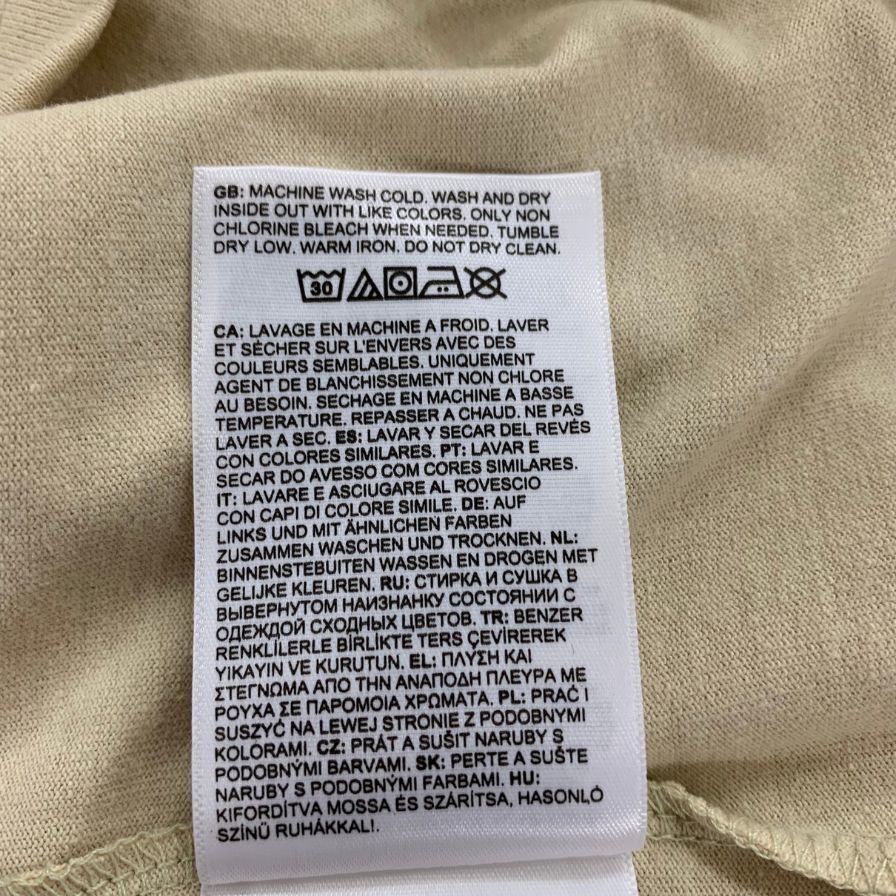 GB: MACHINE WASH COLD. WASH AND DRY
INSIDE OUT WITH LIKE COLORS. ONLY NON
CHLORINE BLEACH WHEN NEEDED. TUMBLE
DRY LOW. WARM IRON. DO NOT DRY CLEAN.
30
CA: LAVAGE EN MACHINE A FROID. LAVER
ET SÉCHER SUR L'ENVERS AVEC DES
COULEURS SEMBLABLES. UNIQUEMENT
AGENT DE BLANCHISSEMENT NON CHLORE
AU BESOIN. SECHAGE EN MACHINE A BASSE
TEMPERATURE. REPASSER A CHAUD. NE PAS
LAVER A SEC. ES: LAVAR Y SECAR DEL REVÉS
CON COLORES SIMILARES. PT: LAVAR E
SECAR DO AVESSO COM CORES SIMILARES.
IT: LAVARE E ASCIUGARE AL ROVESCIO
CON CAPI DI COLORE SIMILE. DE: AUF
LINKS UND MIT ÄHNLICHEN FARBEN
ZUSAMMEN WASCHEN UND TROCKNEN. NL:
BINNENSTEBUITEN WASSEN EN DROGEN MET
GELIJKE KLEUREN. RU: СТИРКА И СУШКА В
ВЫВЕРНУТОМ НАИЗНАНКУ СОСТОЯНИИ С
ОДЕЖДОЙ СХОДНЫХ ЦВЕТОВ. TR: BENZER
RENKLILERLE BİRLİKTE TERS ÇEVİREREK
YIKAYIN VE KURUTUN. EL: ΠΛΥΣΗ ΚΑΙ
ΣΤΕΓΝΩΜΑ ΑΠΟ ΤΗΝ ΑΝΑΠΟΔΗ ΠΛΕΥΡΑ ΜΕ
ΡΟΥΧΑ ΣΕ ΠΑΡΟΜΟΙΑ ΧΡΩΜΑΤΑ. PL: PRAĆ I
SUSZYĆ NA LEWEJ STRONIE Z PODOBNYMI
KOLORAMI. CZ: PRÁT A SUŠIT NARUBY S
PODOBNÝMI BARVAMI. SK: PERTE A SUŠTE
NARUBY S PODOBNÝMI FARBAMI. HU:
KIFORDÍTVA MOSSA ÉS SZÁRÍTSA, HASONLÓ
SZÍNŰ RUHÁKKAL!.